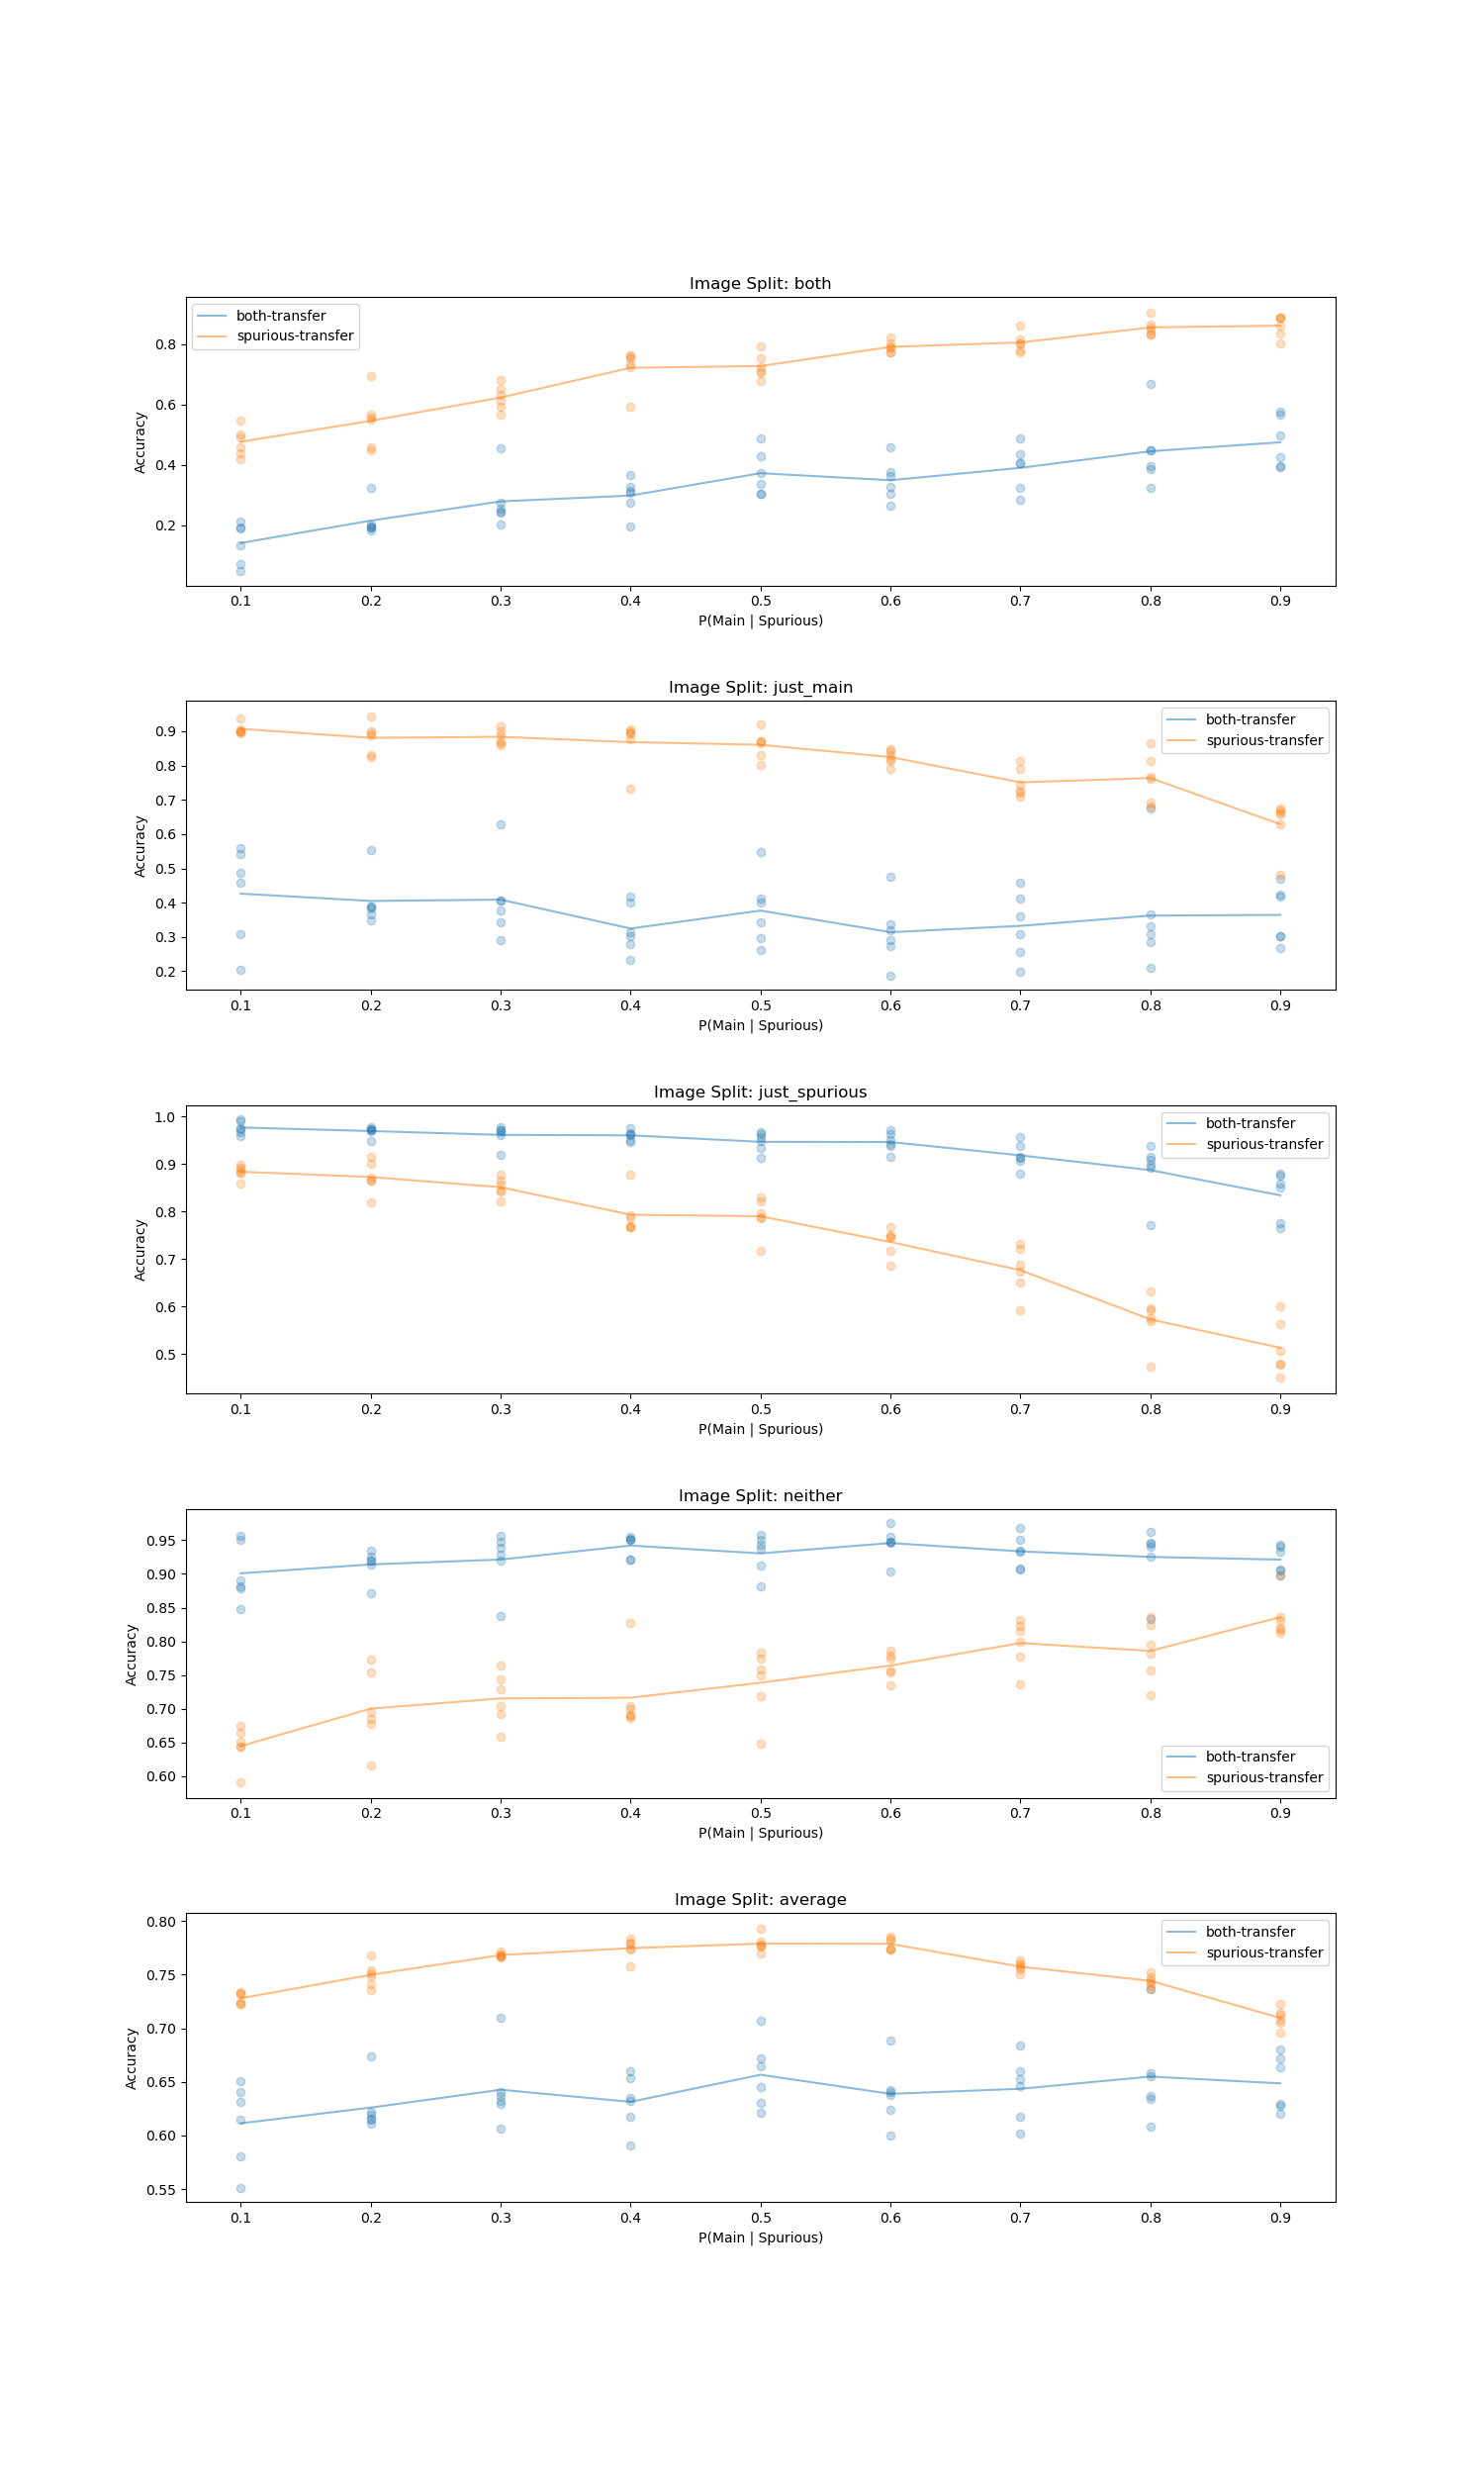 Image Split: both
both-transfer
spurious-transfer
Accuracy
0.8
0.6
0.4
0.2
0.1 0.2 0.3 0.4 0.5 0.6 0.7 0.8 0.9
P(Main | Spurious)
Image Split: just_main
both-transfer
spurious-transfer
Accuracy
0.9
0.8
0.7
0.6
0.5
0.4
0.3
0.2
0.1 0.2 0.3 0.4 0.5 0.6 0.7 0.8 0.9
P(Main | Spurious)
Image Split: just_spurious
both-transfer
spurious-transfer
Accuracy
1.0
0.9
0.8
0.7
0.6
0.5
0.1 0.2 0.3 0.4 0.5 0.6 0.7 0.8 0.9
P(Main | Spurious)
Image Split: neither
Accuracy
0.95
0.90
0.85
0.80
0.75
0.70
0.65
0.60
both-transfer
spurious-transfer
0.1 0.2 0.3 0.4 0.5 0.6 0.7 0.8 0.9
P(Main | Spurious)
Image Split: average
both-transfer
spurious-transfer
Accuracy
0.80
0.75
0.70
0.65
0.60
0.55
0.1 0.2 0.3 0.4 0.5 0.6 0.7 0.8 0.9
P(Main | Spurious)